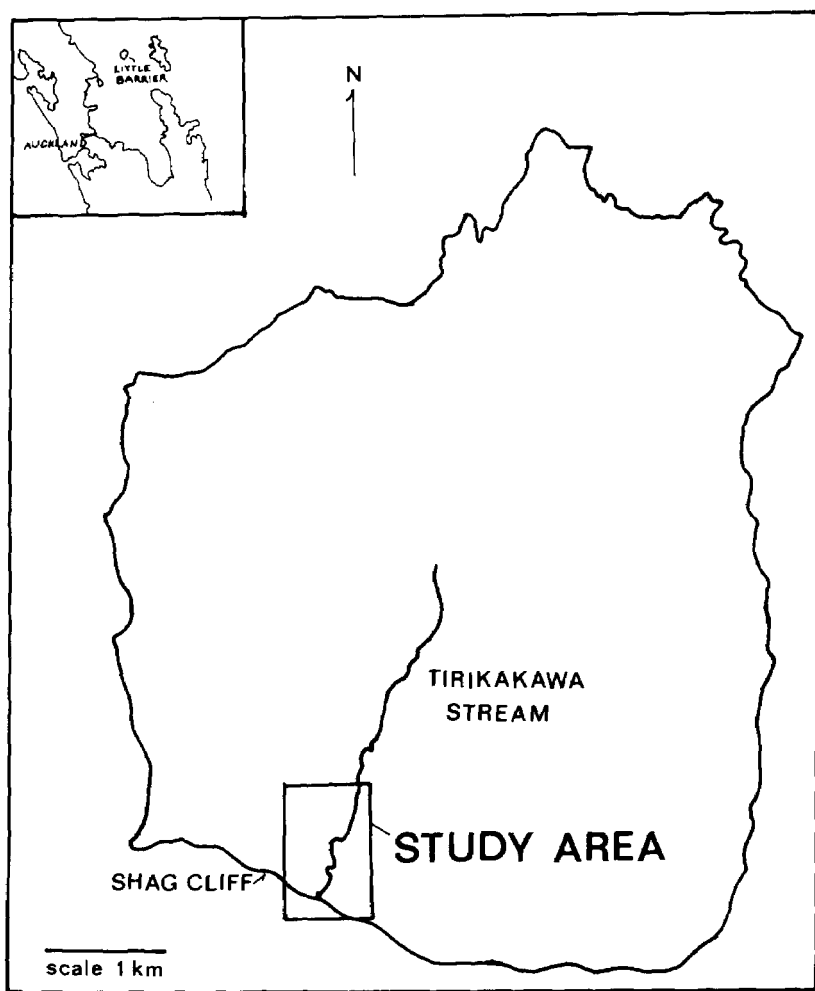 LITTLE
BARRIER
AUCKLAND
N
TIRIKAKAWA
STREAM
STUDY AREA
SHAG CLIFF
scale 1 km